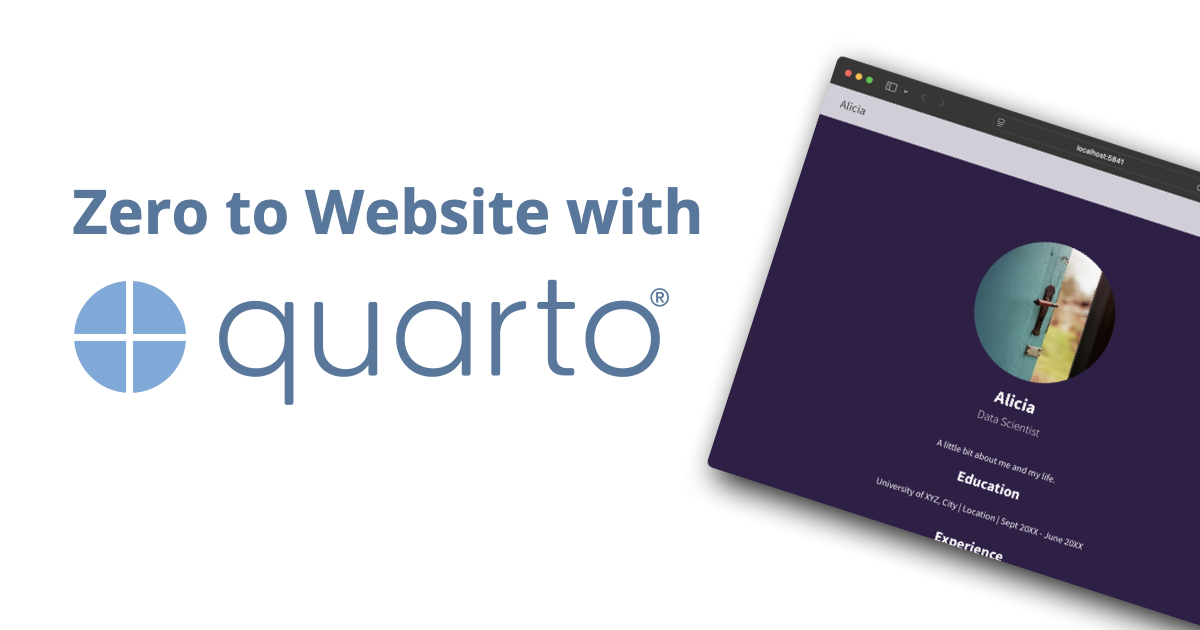 Zero to Website with
quarto®
localhost:5841
Alicia
Alicia
Data Scientist
A little bit about me and my life.
Education
University of XYZ, City | Location | Sept 20XX - June 20XX
Experience